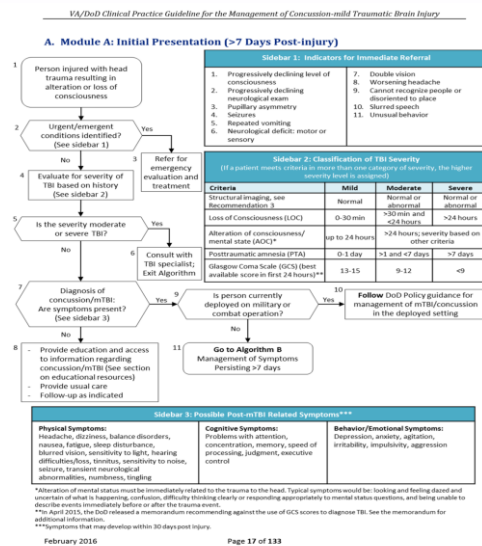 VA/DoD Clinical Practice Guideline for the Management of Concussion-mild Traumatic Brain Injury
A. Module A: Initial Presentation (>7 Days Post-injury)
1
Person injured with head
trauma resulting in
alteration or loss of
consciousness
2
Urgent/emergent
conditions identified?
(See sidebar 1)
Yes
No
3
Refer for
emergency
evaluation and
treatment
4
Evaluate for severity of
TBI based on history
(See sidebar 2)
5
Is the severity moderate
or severe TBI?
Yes
No
6
Consult with
TBI specialist;
Exit Algorithm
7
Diagnosis of
concussion/mTBI:
Are symptoms present?
(See sidebar 3)
Yes
No
8
- Provide education and access
to information regarding
concussion/mTBI (See section
on educational resources)
- Provide usual care
- Follow-up as indicated
9
Is person currently
deployed on military or
combat operation?
Yes
No
10
Follow DoD Policy guidance for
management of mTBI/concussion
in the deployed setting
11
Go to Algorithm B
Management of Symptoms
Persisting >7 days
Sidebar 1: Indicators for Immediate Referral
1. Progressively declining level of
consciousness
2. Progressively declining
neurological exam
3. Pupillary asymmetry
4. Seizures
5. Repeated vomiting
6. Neurological deficit: motor or
sensory
7. Double vision
8. Worsening headache
9. Cannot recognize people or
disoriented to place
10. Slurred speech
11. Unusual behavior
Sidebar 2: Classification of TBI Severity
(If a patient meets criteria in more than one category of severity, the higher
severity level is assigned)
Criteria Mild Moderate Severe
Structural imaging, see
Recommendation 3
Normal
Normal or
abnormal
Normal or
abnormal
Loss of Consciousness (LOC) 0-30 min
>30 min and
<24 hours
>24 hours
Alteration of consciousness/
mental state (AOC)*
up to 24 hours
>24 hours; severity based on
other criteria
Posttraumatic amnesia (PTA) 0-1 day >1 and <7 days >7 days
Glasgow Coma Scale (GCS) (best
available score in first 24 hours)**
13-15 9-12 <9
Sidebar 3: Possible Post-mTBI Related Symptoms***
Physical Symptoms:
Headache, dizziness, balance disorders,
nausea, fatigue, sleep disturbance,
blurred vision, sensitivity to light, hearing
difficulties/loss, tinnitus, sensitivity to noise,
seizure, transient neurological
abnormalities, numbness, tingling
Cognitive Symptoms:
Problems with attention,
concentration, memory, speed of
processing, judgment, executive
control
Behavior/Emotional Symptoms:
Depression, anxiety, agitation,
irritability, impulsivity, aggression
*Alteration of mental status must be immediately related to the trauma to the head. Typical symptoms would be: looking and feeling dazed and
uncertain of what is happening, confusion, difficulty thinking clearly or responding appropriately to mental status questions, and being unable to
describe events immediately before or after the trauma event.
**In April 2015, the DoD released a memorandum recommending against the use of GCS scores to diagnose TBI. See the memorandum for
additional information.
***Symptoms that may develop within 30 days post injury.
February 2016
Page 17 of 133